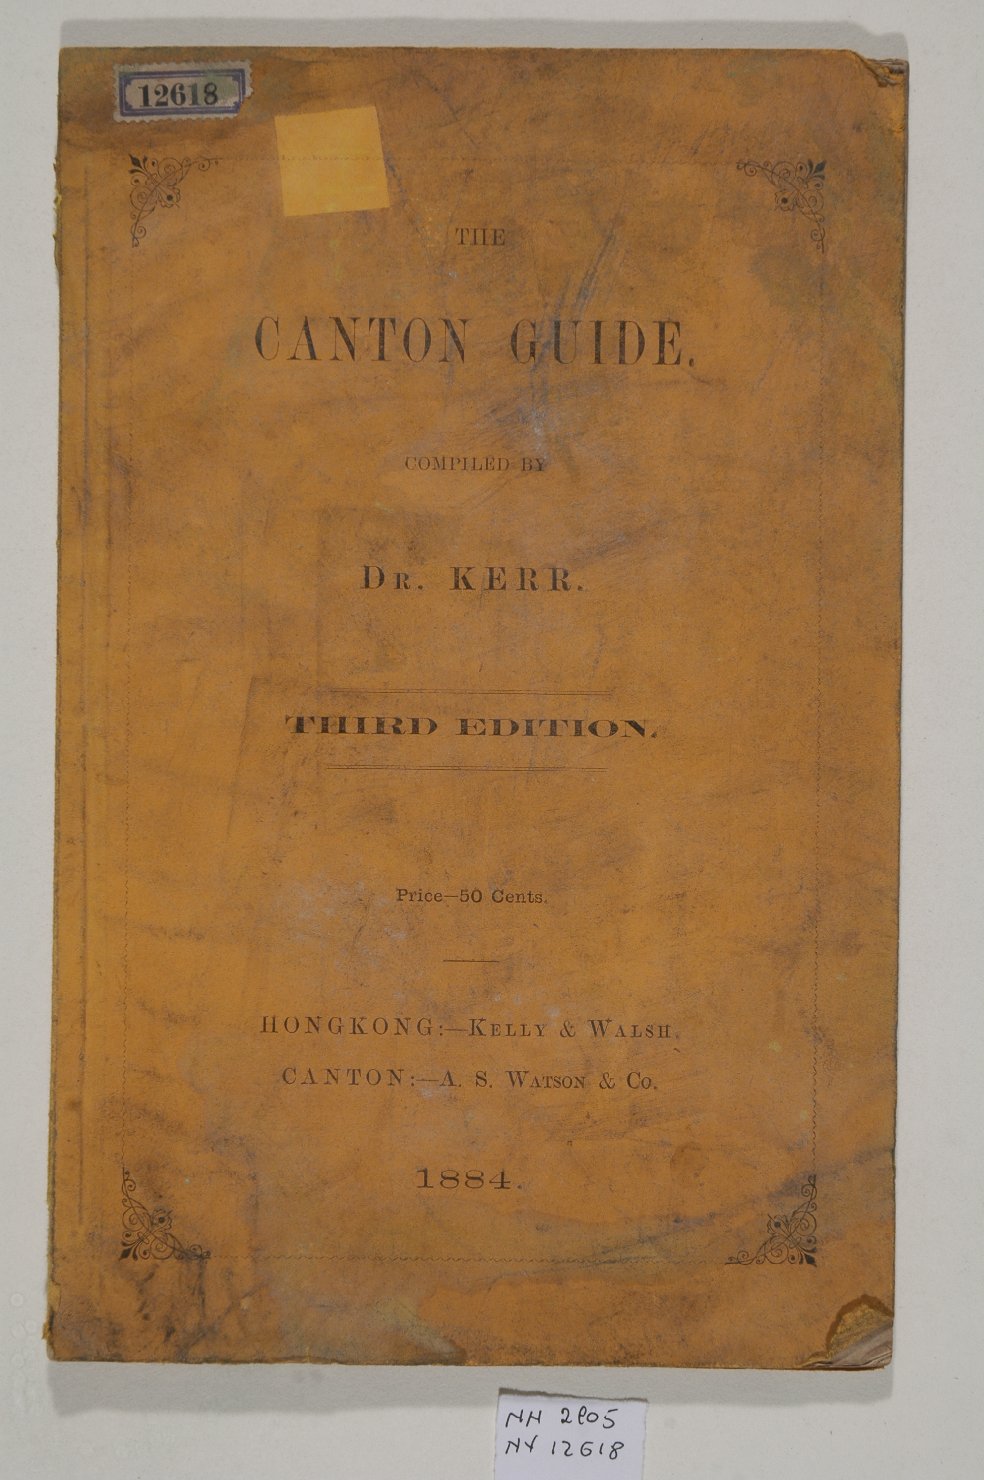 12618
THE
CANTON GUIDE.
COMPILED BY
DR. KERR.
THIRD EDITION.
Price—50 Cents.
HONGKONG:—KELLY & WALSH.
CANTON:—A. S. WATSON & CO.
1884.
NH 2805
NV 12618